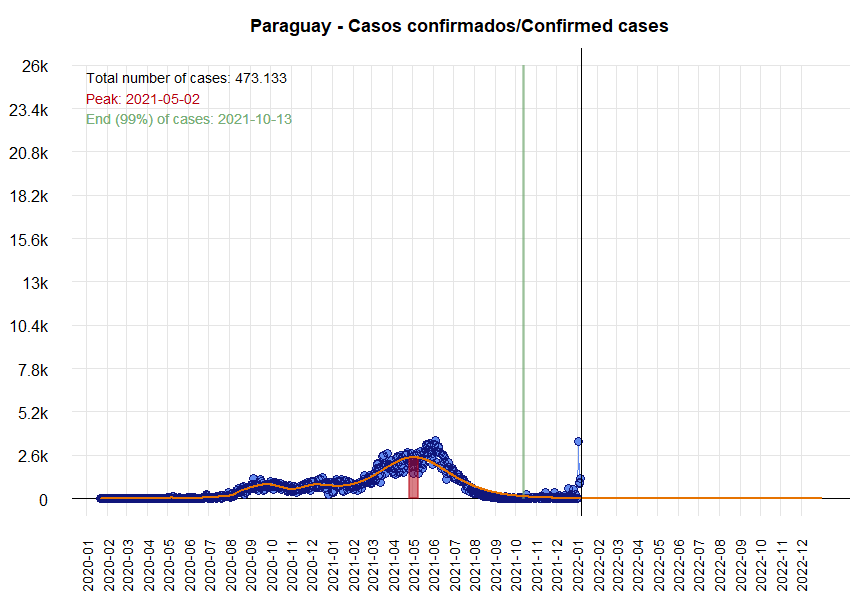 Paraguay - Casos confirmados/Confirmed cases
Total number of cases: 473.133
Peak: 2021-05-02
End (99%) of cases: 2021-10-13
26k
23.4k
20.8k
18.2k
15.6k
13k
10.4k
7.8k
5.2k
2.6k
0
2020-01
2020-02
2020-03
2020-04
2020-05
2020-06
2020-07
2020-08
2020-09
2020-10
2020-11
2020-12
2021-01
2021-02
2021-03
2021-04
2021-05
2021-06
2021-07
2021-08
2021-09
2021-10
2021-11
2021-12
2022-01
2022-02
2022-03
2022-04
2022-05
2022-06
2022-07
2022-08
2022-09
2022-10
2022-11
2022-12